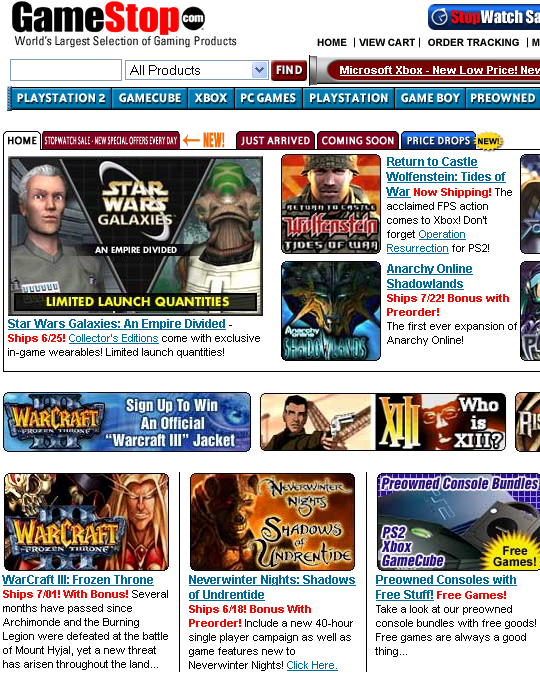 GameStop.com
World's Largest Selection of Gaming Products
StopWatch Sa
HOME | VIEW CART | ORDER TRACKING | M
All Products
FIND
Microsoft Xbox - New Low Price! New
PLAYSTATION 2
GAMECUBE
XBOX
PC GAMES
PLAYSTATION
GAME BOY
PREOWNED
HOME
STOPWATCH SALE - NEW SPECIAL OFFERS EVERY DAY
NEW!
JUST ARRIVED
COMING SOON
PRICE DROPS
NEW!
STAR WARS
GALAXIES
AN EMPIRE DIVIDED
LIMITED LAUNCH QUANTITIES
Star Wars Galaxies: An Empire Divided -
Ships 6/25! Collector's Editions come with exclusive
in-game wearables! Limited launch quantities!
RETURN TO CASTLE
Wolfenstein
TIDES OF WAR
Return to Castle
Wolfenstein: Tides of
War Now Shipping! The
acclaimed FPS action
comes to Xbox! Don't
forget Operation
Resurrection for PS2!
Anarchy Online
SHADOWLANDS
Anarchy Online
Shadowlands
Ships 7/22! Bonus with
Preorder!
The first ever expansion of
Anarchy Online!
WARCRAFT III
FROZEN THRONE
Sign Up To Win
An Official
"Warcraft III" Jacket
XIII
Who
is
XIII?
WARCRAFT III
FROZEN THRONE
WarCraft III: Frozen Throne
Ships 7/01! With Bonus! Several
months have passed since
Archimonde and the Burning
Legion were defeated at the battle
of Mount Hyjal, yet a new threat
has arisen throughout the land...
NEVERWINTER
NIGHTS
SHADOWS
OF
UNDRENTIDE
Neverwinter Nights: Shadows
of Undrentide
Ships 6/18! Bonus With
Preorder! Include a new 40-hour
single player campaign as well as
game features new to
Neverwinter Nights! Click Here.
Preowned Console Bundles
PS2
Xbox
GameCube
Free
Games!
Preowned Consoles with
Free Stuff! Free Games!
Take a look at our preowned
console bundles with free goods!
Free games are always a good
thing...